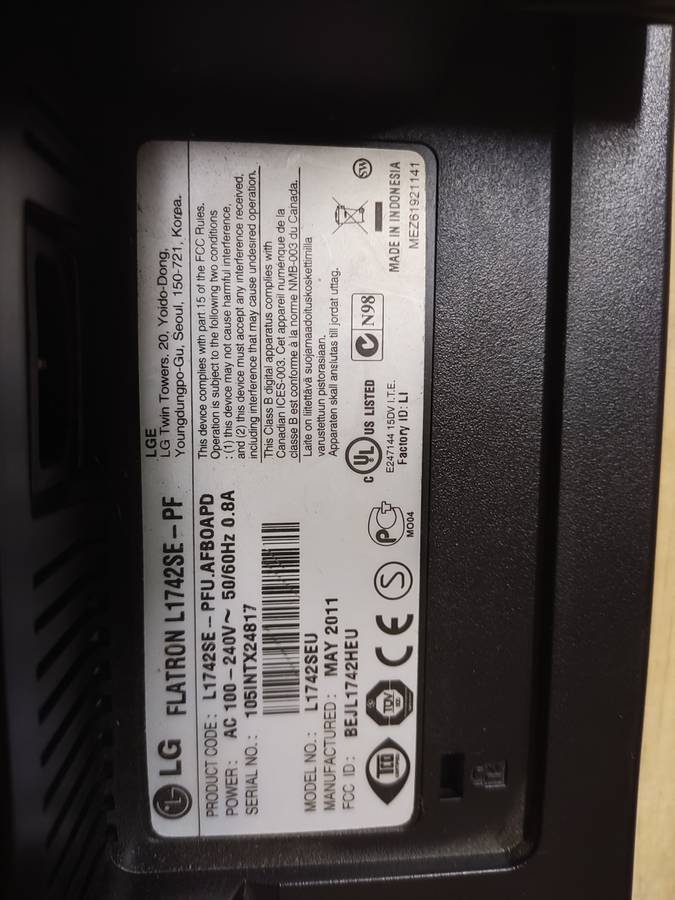 LG FLATRON L1742SE-PF
PRODUCT CODE : L1742SE-PFU.AFBOAPD
POWER : AC 100-240V~ 50/60Hz 0.8A
SERIAL NO. : 105INTX24817
MODEL NO. : L1742SEU
MANUFACTURED : MAY 2011
FCC ID : BEJL1742HEU
LGE
LG Twin Towers, 20, Yoido-Dong,
Youngdungpo-Gu, Seoul, 150-721, Korea.
This device complies with part 15 of the FCC Rules.
Operation is subject to the following two conditions
: (1) this device may not cause harmful interference,
and (2) this device must accept any interference received,
including interference that may cause undesired operation.
This Class B digital apparatus complies with
Canadian ICES-003. Cet appareil numérique de la
classe B est conforme à la norme NMB-003 du Canada.
Laite on liitettävä suojamaadoituskoskettimilla
varustettuun pistorasiaan.
Apparaten skall anslutas till jordat uttag.
TCO
TÜV
CE
S
PCT
MO04
c UL US LISTED
E247144 15DV I.T.E.
Factory ID: LI
N98
SW
MADE IN INDONESIA
MEZ61921141